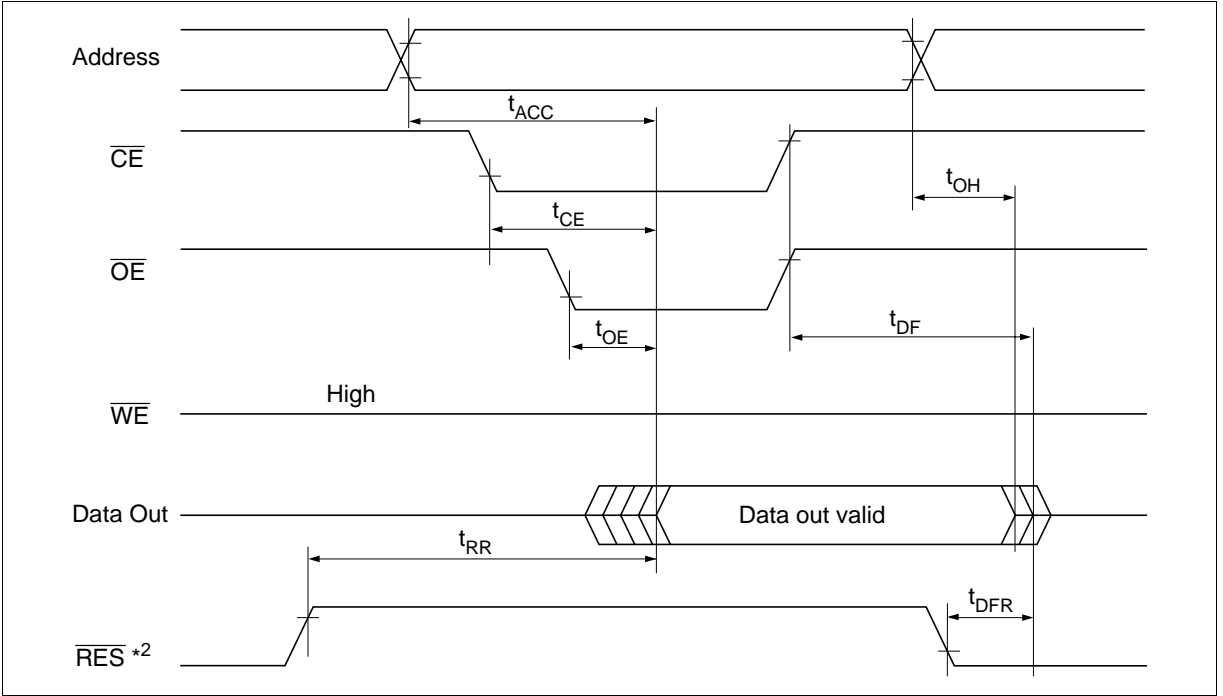 Address
tACC
CE
tOH
tCE
OE
tDF
tOE
High
WE
Data Out
Data out valid
tRR
tDFR
RES *2